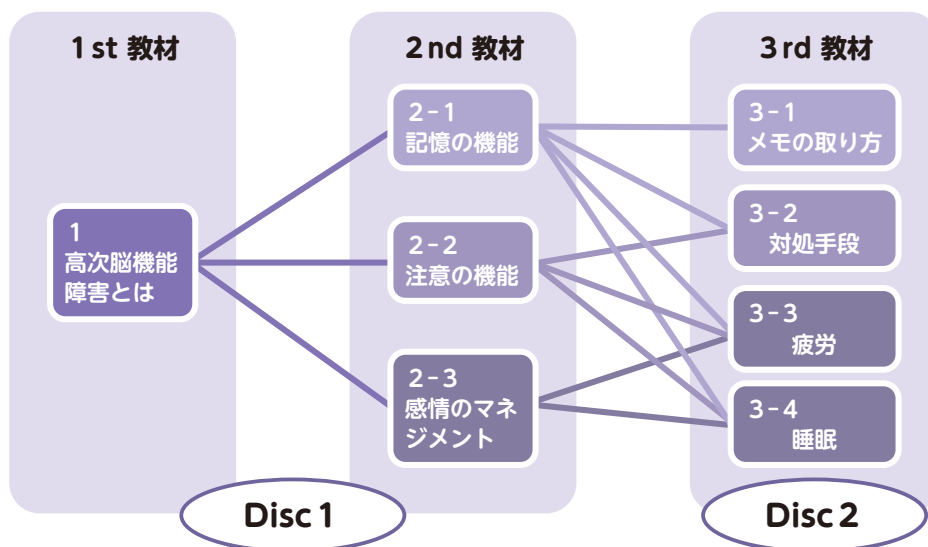 1st 教材
1
高次脳機能
障害とは
2nd 教材
2-1
記憶の機能
2-2
注意の機能
2-3
感情のマネ
ジメント
3rd 教材
3-1
メモの取り方
3-2
対処手段
3-3
疲労
3-4
睡眠
Disc 1
Disc 2